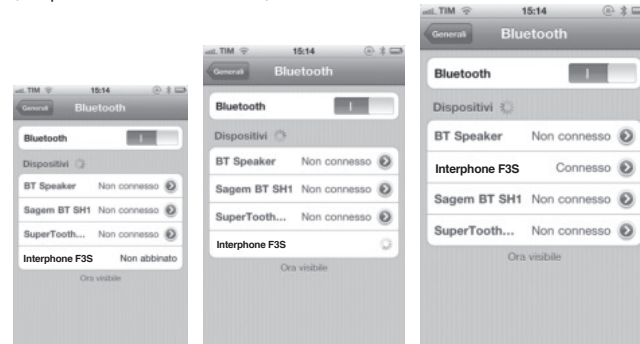 TIM 15:14
Generali Bluetooth
Bluetooth
Dispositivi
BT Speaker Non connesso
Sagem BT SH1 Non connesso
SuperTooth... Non connesso
Interphone F3S Non abbinato
Ora visibile
TIM 15:14
Generali Bluetooth
Bluetooth
Dispositivi
BT Speaker Non connesso
Sagem BT SH1 Non connesso
SuperTooth... Non connesso
Interphone F3S
Ora visibile
TIM 15:14
Generali Bluetooth
Bluetooth
Dispositivi
BT Speaker Non connesso
Interphone F3S Connesso
Sagem BT SH1 Non connesso
SuperTooth... Non connesso
Ora visibile